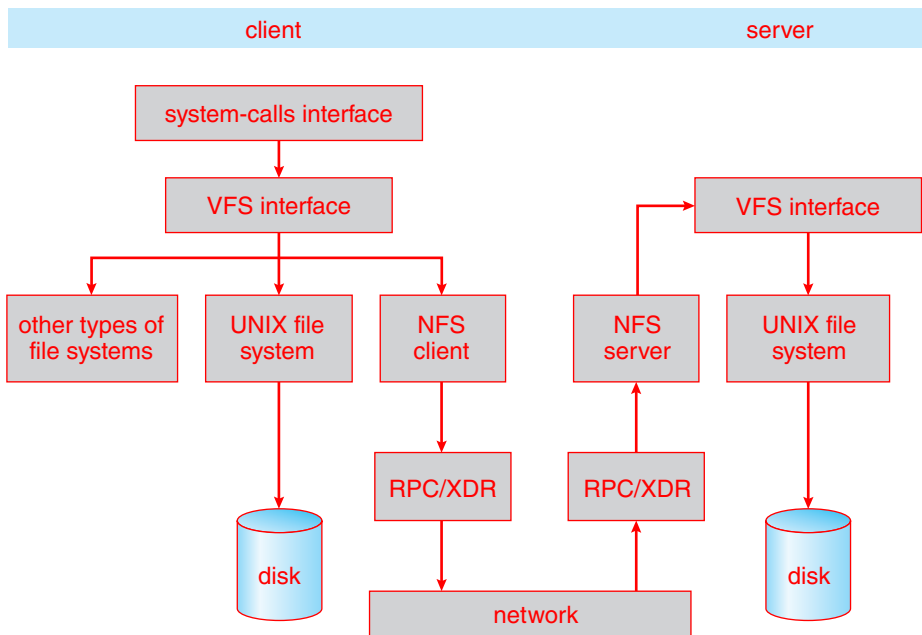 client
server
system-calls interface
VFS interface
VFS interface
other types of
file systems
UNIX file
system
NFS
client
NFS
server
UNIX file
system
RPC/XDR
RPC/XDR
disk
disk
network